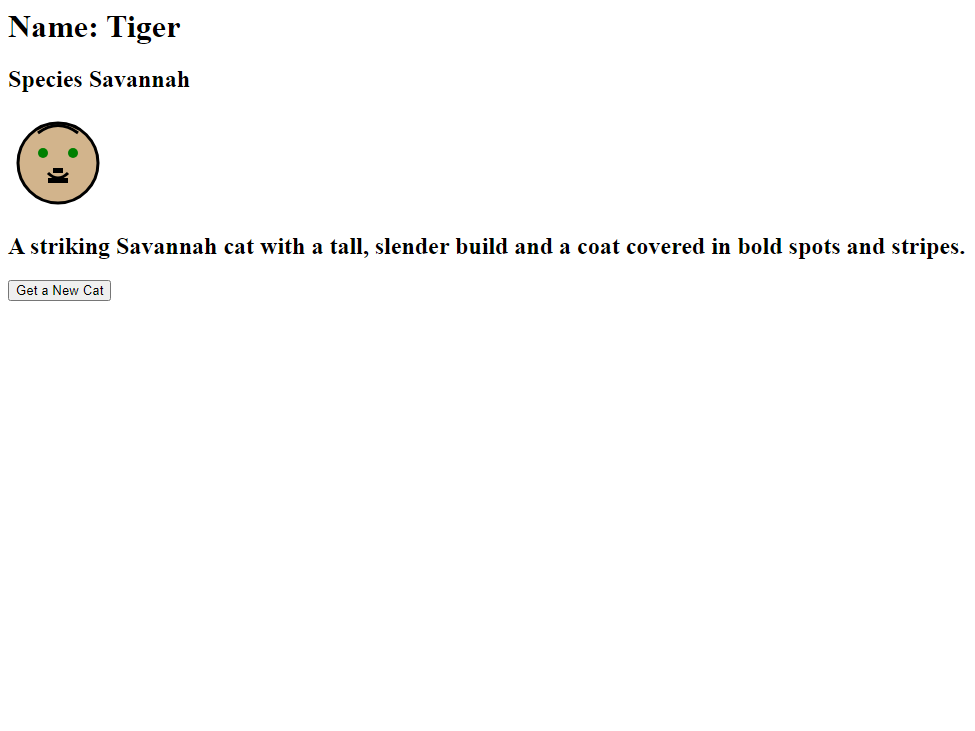 Name: Tiger
Species Savannah
A striking Savannah cat with a tall, slender build and a coat covered in bold spots and stripes.
Get a New Cat